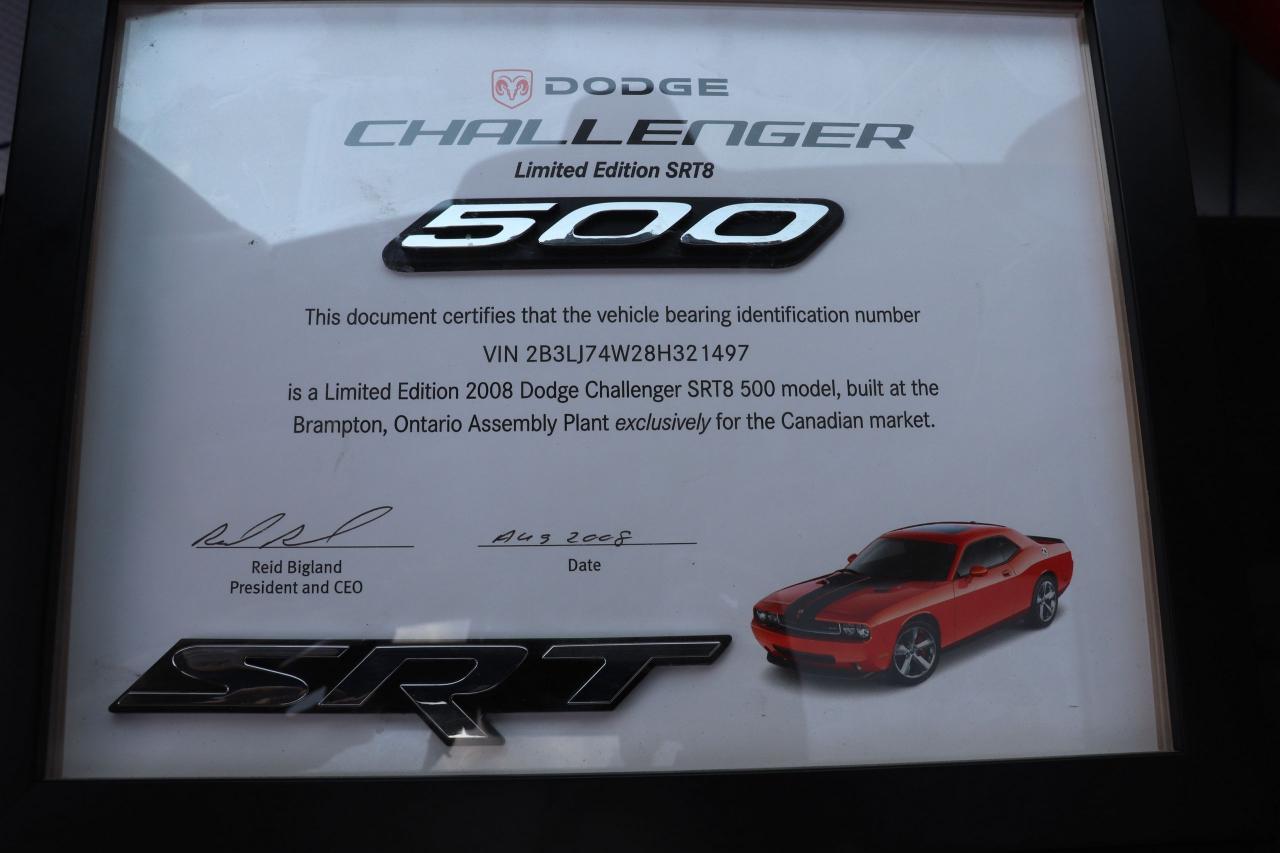 DODGE
CHALLENGER
Limited Edition SRT8
500
This document certifies that the vehicle bearing identification number
VIN 2B3LJ74W28H321497
is a Limited Edition 2008 Dodge Challenger SRT8 500 model, built at the
Brampton, Ontario Assembly Plant exclusively for the Canadian market.
Aug 2008
Reid Bigland
President and CEO
Date
SRT